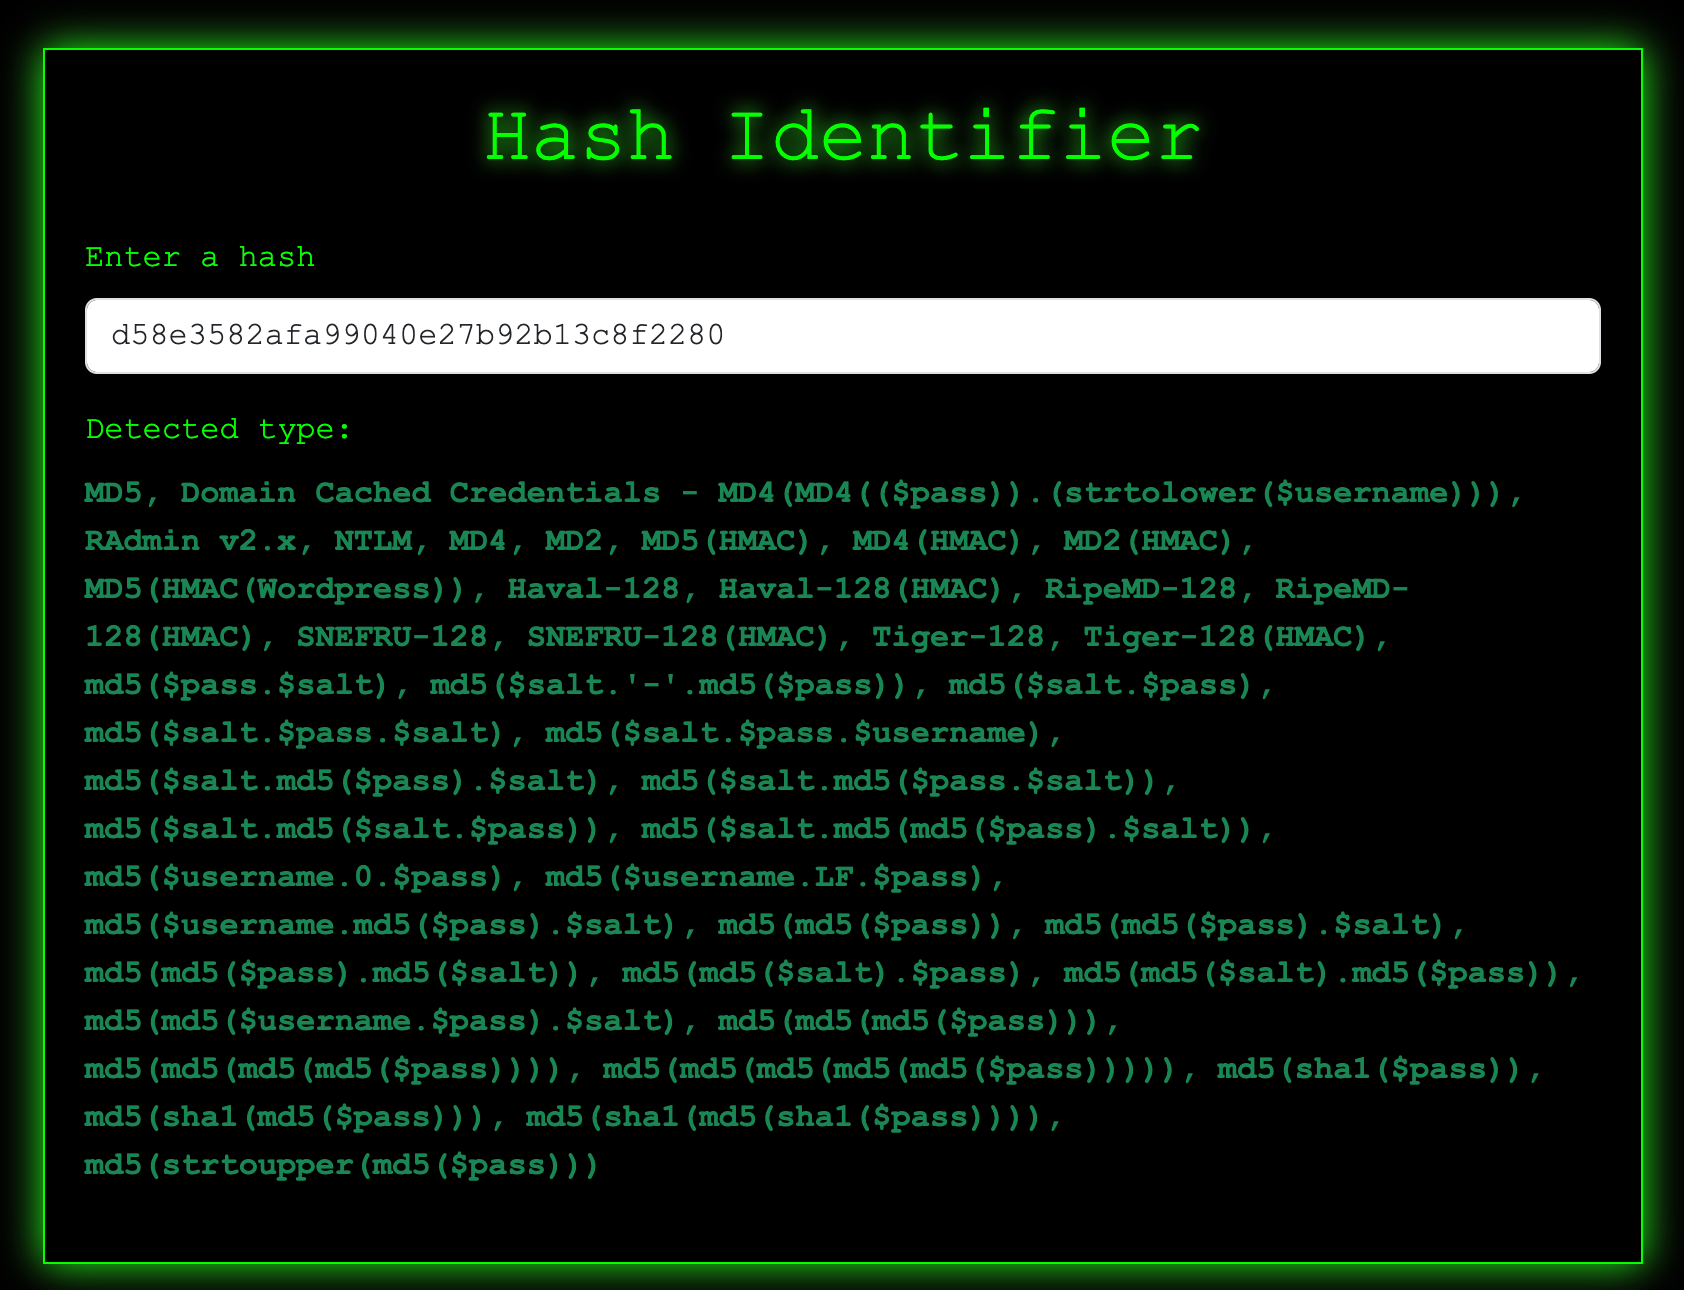 Hash Identifier
Enter a hash
d58e3582afa99040e27b92b13c8f2280
Detected type:
MD5, Domain Cached Credentials - MD4(MD4(($pass)).(strtolower($username))),
RAdmin v2.x, NTLM, MD4, MD2, MD5(HMAC), MD4(HMAC), MD2(HMAC),
MD5(HMAC(Wordpress)), Haval-128, Haval-128(HMAC), RipeMD-128, RipeMD-
128(HMAC), SNEFRU-128, SNEFRU-128(HMAC), Tiger-128, Tiger-128(HMAC),
md5($pass.$salt), md5($salt.'-'.md5($pass)), md5($salt.$pass),
md5($salt.$pass.$salt), md5($salt.$pass.$username),
md5($salt.md5($pass).$salt), md5($salt.md5($pass.$salt)),
md5($salt.md5($salt.$pass)), md5($salt.md5(md5($pass).$salt)),
md5($username.0.$pass), md5($username.LF.$pass),
md5($username.md5($pass).$salt), md5(md5($pass)), md5(md5($pass).$salt),
md5(md5($pass).md5($salt)), md5(md5($salt).$pass), md5(md5($salt).md5($pass)),
md5(md5($username.$pass).$salt), md5(md5(md5($pass))),
md5(md5(md5(md5($pass)))), md5(md5(md5(md5(md5($pass))))), md5(sha1($pass)),
md5(sha1(md5($pass))), md5(sha1(md5(sha1($pass)))),
md5(strtoupper(md5($pass)))